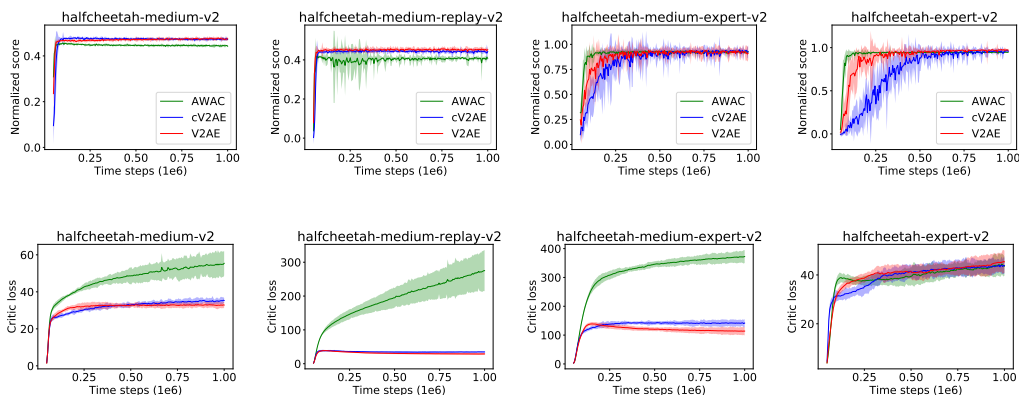 halfcheetah-medium-v2
Normalized score
0.4
0.2
0.0
AWAC
cV2AE
V2AE
0.25 0.50 0.75 1.00
Time steps (1e6)
halfcheetah-medium-replay-v2
Normalized score
0.4
0.2
0.0
AWAC
cV2AE
V2AE
0.25 0.50 0.75 1.00
Time steps (1e6)
halfcheetah-medium-expert-v2
Normalized score
1.00
0.75
0.50
0.25
0.00
AWAC
cV2AE
V2AE
0.25 0.50 0.75 1.00
Time steps (1e6)
halfcheetah-expert-v2
Normalized score
1.0
0.5
0.0
AWAC
cV2AE
V2AE
0.25 0.50 0.75 1.00
Time steps (1e6)
halfcheetah-medium-v2
Critic loss
60
40
20
0
0.25 0.50 0.75 1.00
Time steps (1e6)
halfcheetah-medium-replay-v2
Critic loss
300
200
100
0
0.25 0.50 0.75 1.00
Time steps (1e6)
halfcheetah-medium-expert-v2
Critic loss
400
300
200
100
0
0.25 0.50 0.75 1.00
Time steps (1e6)
halfcheetah-expert-v2
Critic loss
40
20
0.25 0.50 0.75 1.00
Time steps (1e6)